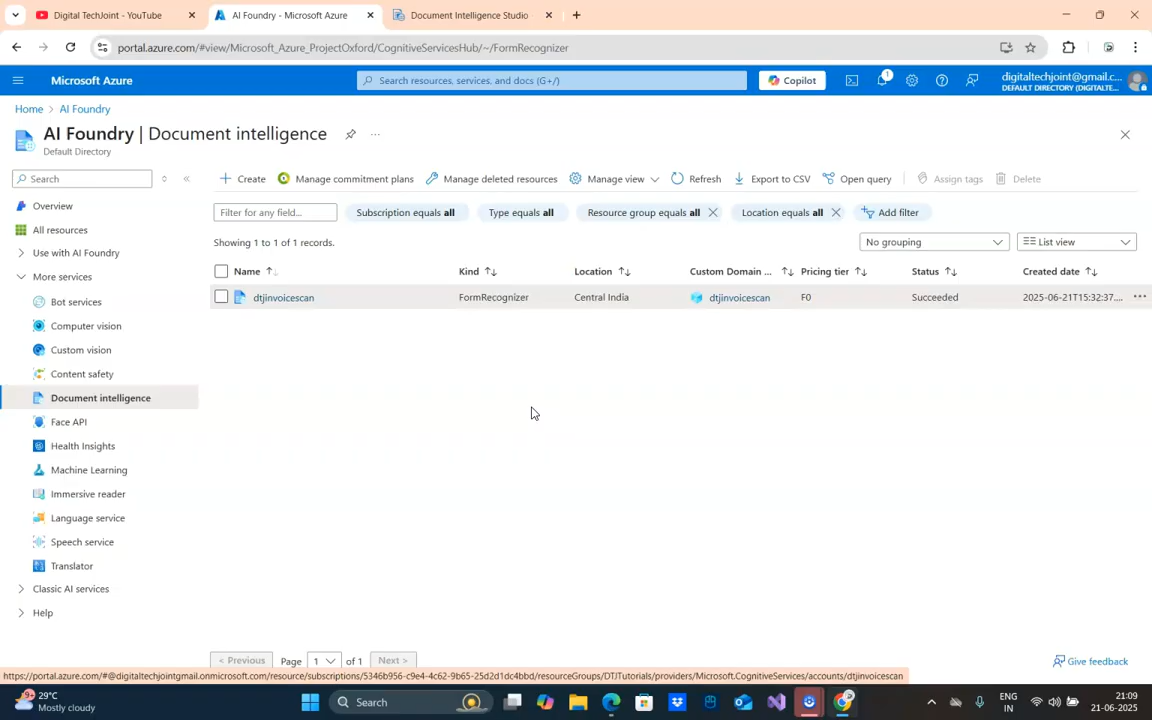 Digital TechJoint - YouTube
AI Foundry - Microsoft Azure
Document Intelligence Studio
portal.azure.com/#view/Microsoft_Azure_ProjectOxford/CognitiveServicesHub/~/FormRecognizer
Microsoft Azure
Search resources, services, and docs (G+/)
Copilot
1
digitaltechjoint@gmail.c...
DEFAULT DIRECTORY (DIGITALTE...
Home > AI Foundry
AI Foundry | Document intelligence
Default Directory
Search
Create
Manage commitment plans
Manage deleted resources
Manage view
Refresh
Export to CSV
Open query
Assign tags
Delete
Overview
All resources
Use with AI Foundry
More services
Bot services
Computer vision
Custom vision
Content safety
Document intelligence
Face API
Health Insights
Machine Learning
Immersive reader
Language service
Speech service
Translator
Classic AI services
Help
Filter for any field...
Subscription equals all
Type equals all
Resource group equals all
Location equals all
Add filter
Showing 1 to 1 of 1 records.
No grouping
List view
Name
Kind
Location
Custom Domain ...
Pricing tier
Status
Created date
dtjinvoicescan
FormRecognizer
Central India
dtjinvoicescan
F0
Succeeded
2025-06-21T15:32:37....
< Previous
Page
1
of 1
Next >
Give feedback
https://portal.azure.com/#@digitaltechjointgmail.onmicrosoft.com/resource/subscriptions/5346b956-c9e4-4c62-9b65-25d2d1dc4bbd/resourceGroups/DTJTutorials/providers/Microsoft.CognitiveServices/accounts/dtjinvoicescan
29°C
Mostly cloudy
Search
ENG
IN
21:09
21-06-2025